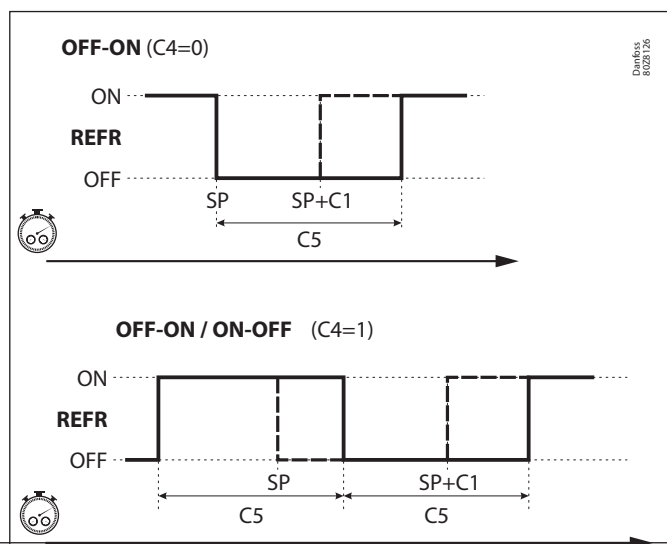 OFF-ON (C4=0)
Danfoss
80Z8126
ON
REFR
OFF
SP SP+C1
C5
OFF-ON / ON-OFF (C4=1)
ON
REFR
OFF
SP SP+C1
C5 C5